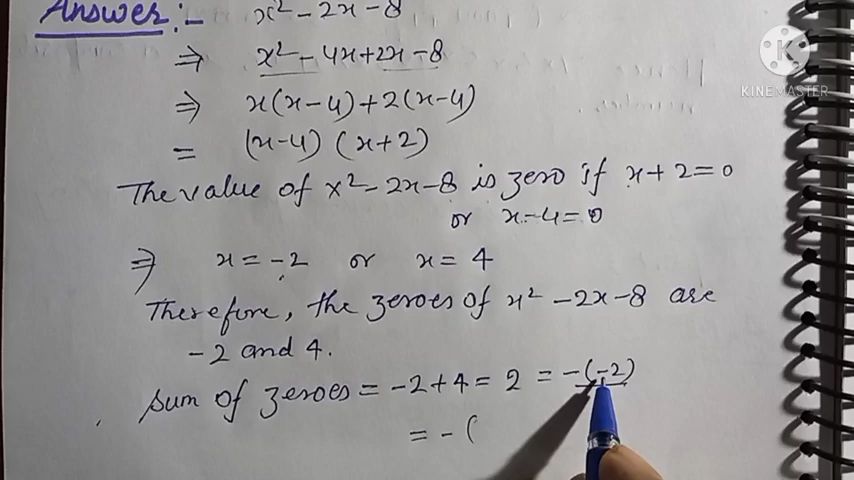 Answer:- x² - 2x - 8
⇒ x² - 4x + 2x - 8
⇒ x(x-4) + 2(x-4)
= (x-4) (x+2)
The value of x² - 2x - 8 is zero if x + 2 = 0
or x - 4 = 0
⇒ x = -2 or x = 4
Therefore, the zeroes of x² - 2x - 8 are
-2 and 4.
Sum of zeroes = -2 + 4 = 2 = -(-2)
= - (
KINEMASTER